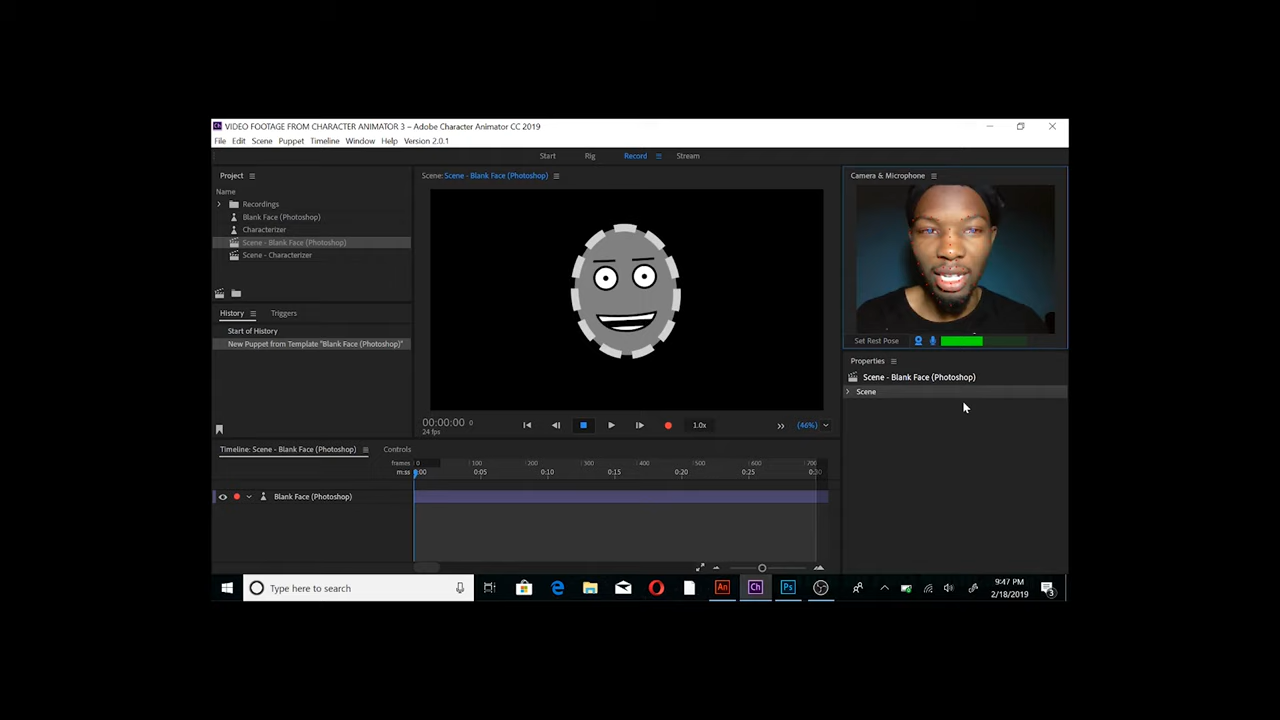 VIDEO FOOTAGE FROM CHARACTER ANIMATOR 3 – Adobe Character Animator CC 2019
File Edit Scene Puppet Timeline Window Help Version 2.0.1
Start Rig Record Stream
Project
Name
Recordings
Blank Face (Photoshop)
Characterizer
Scene - Blank Face (Photoshop)
Scene - Characterizer
History Triggers
Start of History
New Puppet from Template "Blank Face (Photoshop)"
Scene: Scene - Blank Face (Photoshop)
00:00:00 0
24 fps
1.0x
(46%)
Camera & Microphone
Set Rest Pose
Properties
Scene - Blank Face (Photoshop)
Scene
Timeline: Scene - Blank Face (Photoshop) Controls
frames 0 100 200 300 400 500 600 700
m:ss 0:00 0:05 0:10 0:15 0:20 0:25 0:30
Blank Face (Photoshop)
Type here to search
An Ch Ps
9:47 PM
2/18/2019
3